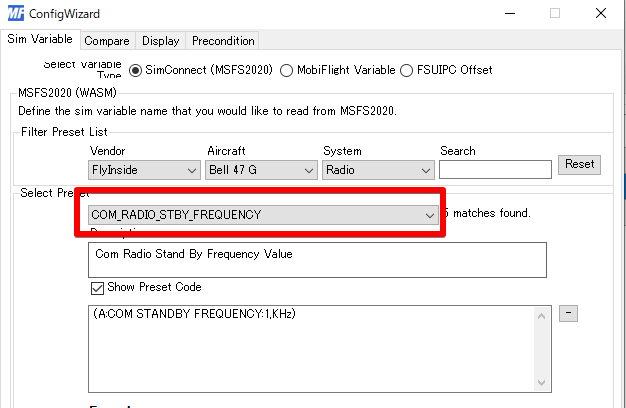 MF ConfigWizard
Sim Variable Compare Display Precondition
Select Variable Type SimConnect (MSFS2020) MobiFlight Variable FSUIPC Offset
MSFS2020 (WASM)
Define the sim variable name that you would like to read from MSFS2020.
Filter Preset List
Vendor Aircraft System Search
FlyInside Bell 47 G Radio Reset
Select Preset
COM_RADIO_STBY_FREQUENCY matches found.
Description
Com Radio Stand By Frequency Value
Show Preset Code
(A:COM STANDBY FREQUENCY:1,KHz)
-